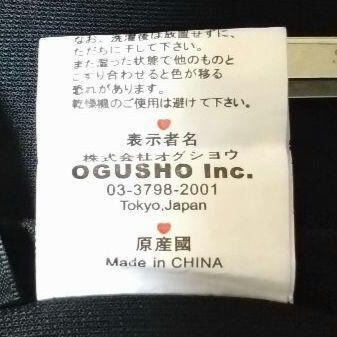 なお、洗濯後は放置せずに、
ただちに干して下さい。
また湿った状態で他のものと
こすり合わせると色が移る
恐れがあります。
乾燥機のご使用は避けて下さい。
表示者名
株式会社オグショウ
OGUSHO Inc.
03-3798-2001
Tokyo,Japan
原産國
Made in CHINA